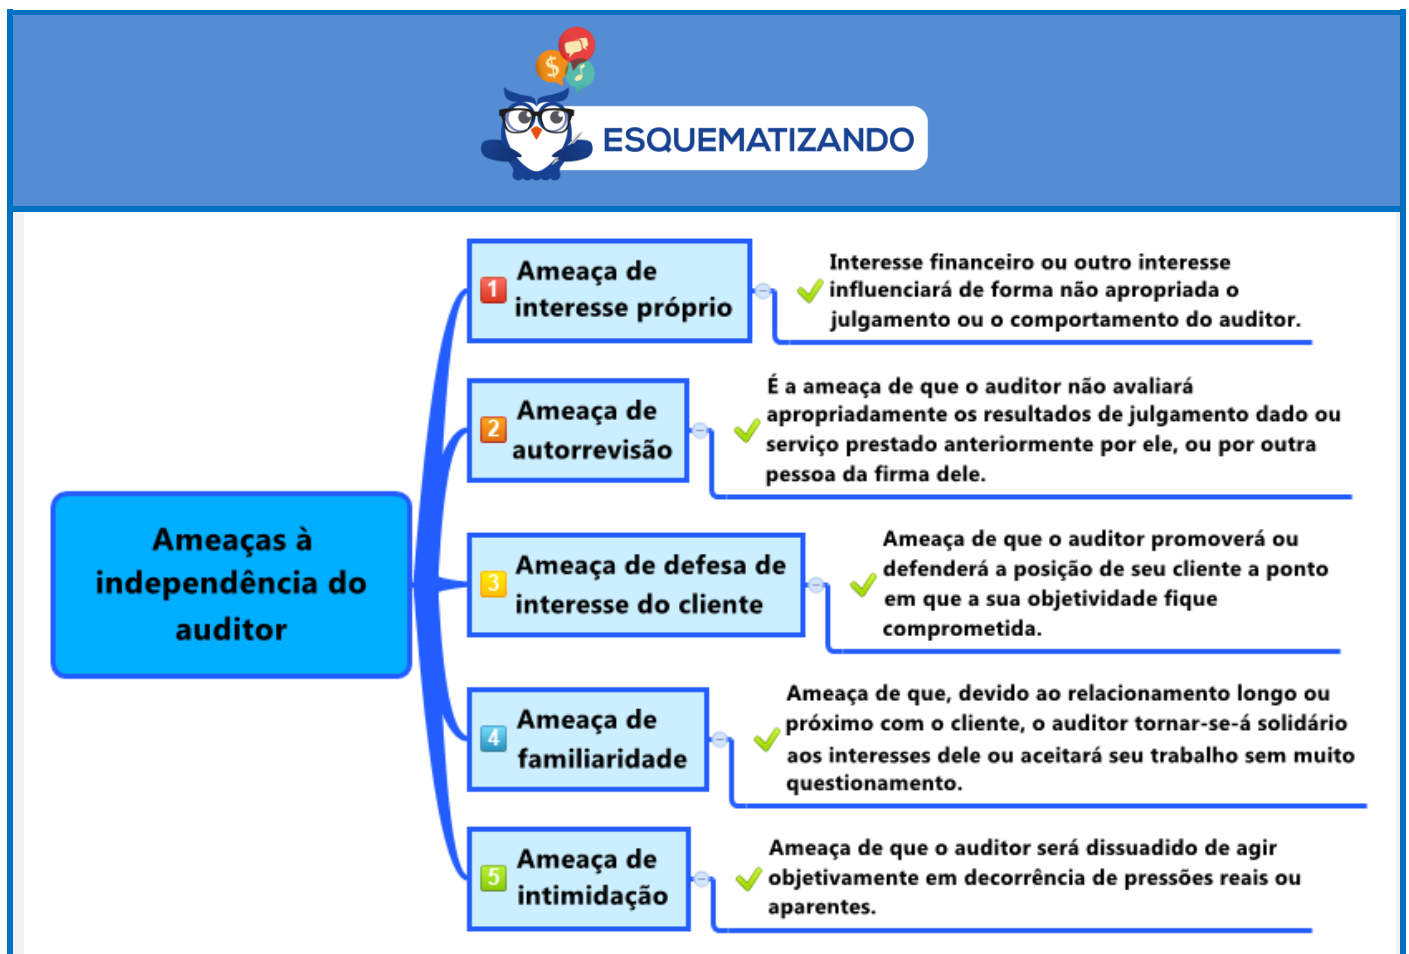 ESQUEMATIZANDO
Ameaças à
independência do
auditor
1
Ameaça de
interesse próprio
Interesse financeiro ou outro interesse
influenciará de forma não apropriada o
julgamento ou o comportamento do auditor.
2
Ameaça de
autorrevisão
É a ameaça de que o auditor não avaliará
apropriadamente os resultados de julgamento dado ou
serviço prestado anteriormente por ele, ou por outra
pessoa da firma dele.
3
Ameaça de defesa de
interesse do cliente
Ameaça de que o auditor promoverá ou
defenderá a posição de seu cliente a ponto
em que a sua objetividade fique
comprometida.
4
Ameaça de
familiaridade
Ameaça de que, devido ao relacionamento longo ou
próximo com o cliente, o auditor tornar-se-á solidário
aos interesses dele ou aceitará seu trabalho sem muito
questionamento.
5
Ameaça de
intimidação
Ameaça de que o auditor será dissuadido de agir
objetivamente em decorrência de pressões reais ou
aparentes.